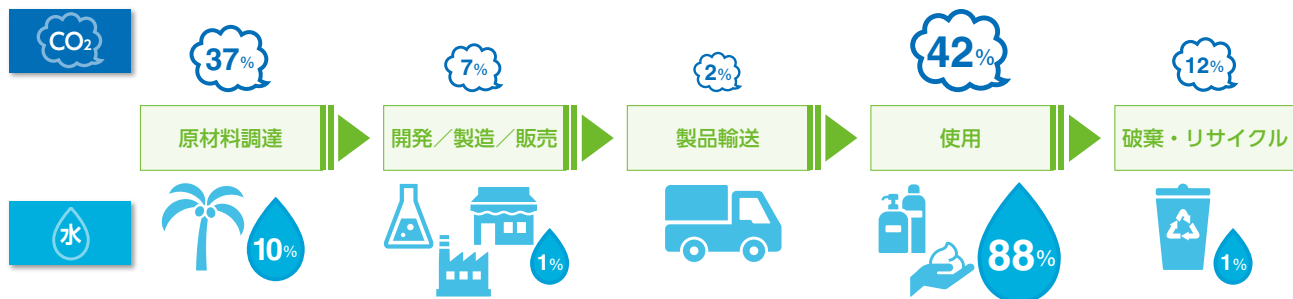 CO2
37%
7%
2%
42%
12%
原材料調達
開発／製造／販売
製品輸送
使用
破棄・リサイクル
水
10%
1%
88%
1%